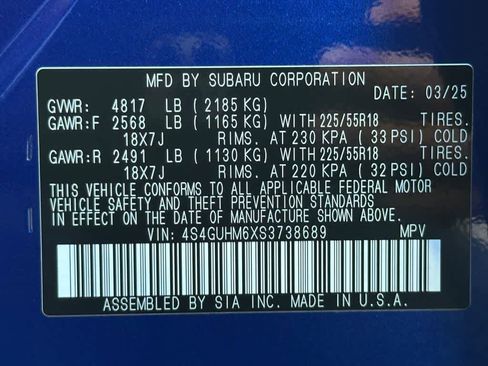 MFD BY SUBARU CORPORATION
DATE: 03/25
GVWR: 4817 LB (2185 KG)
GAWR:F 2568 LB (1165 KG) WITH 225/55R18 TIRES.
18X7J RIMS. AT 230 KPA (33 PSI) COLD
GAWR:R 2491 LB (1130 KG) WITH 225/55R18 TIRES.
18X7J RIMS. AT 220 KPA (32 PSI) COLD
THIS VEHICLE CONFORMS TO ALL APPLICABLE FEDERAL MOTOR
VEHICLE SAFETY AND THEFT PREVENTION STANDARDS
IN EFFECT ON THE DATE OF MANUFACTURE SHOWN ABOVE.
VIN: 4S4GUHM6XS3738689 MPV
ASSEMBLED BY SIA INC. MADE IN U.S.A.